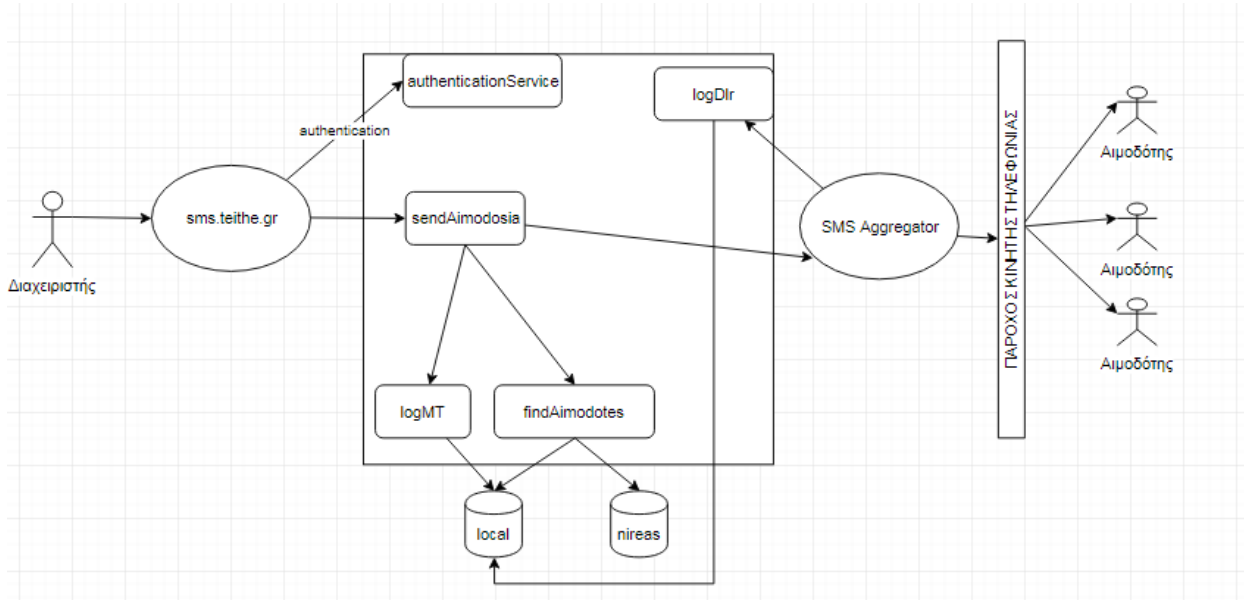 authenticationService
logDlr
authentication
ΠΑΡΟΧΟΣ ΚΙΝΗΤΗΣ ΤΗΛΕΦΩΝΙΑΣ
Αιμοδότης
sms.teithe.gr
sendAimodosia
SMS Aggregator
Αιμοδότης
Διαχειριστής
Αιμοδότης
logMT
findAimodotes
local
nireas